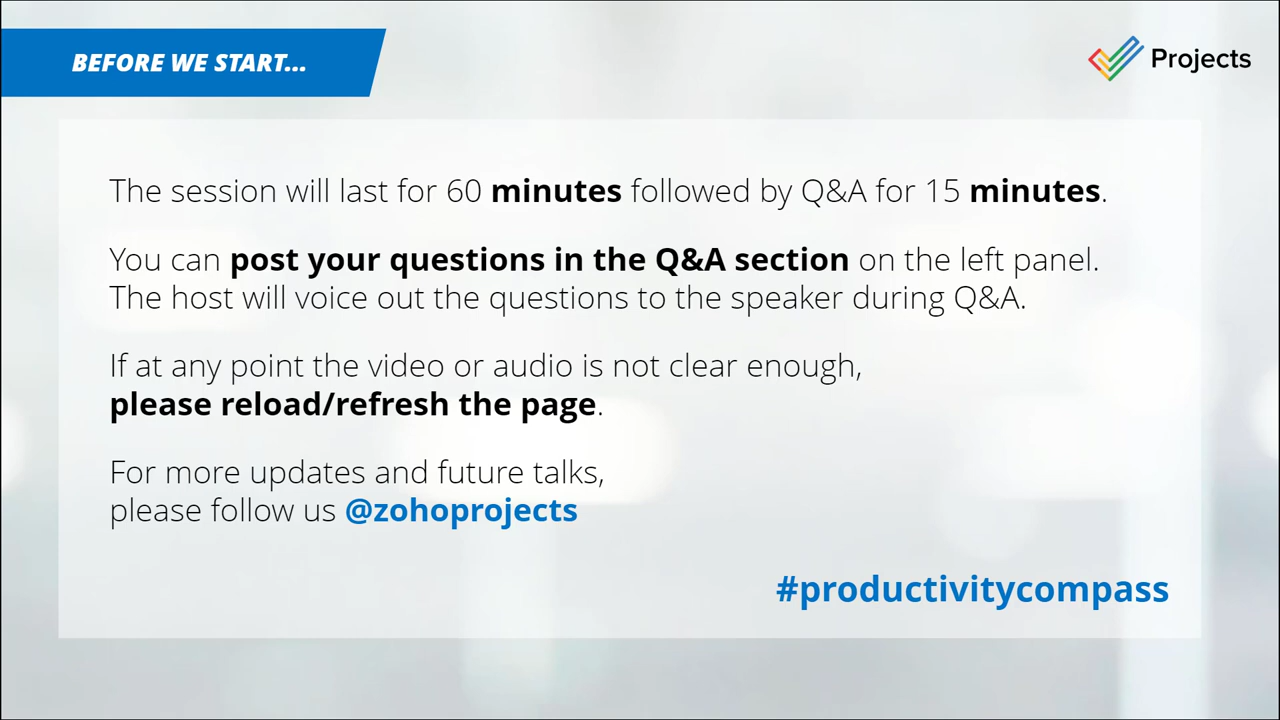 BEFORE WE START...
Projects
The session will last for 60 minutes followed by Q&A for 15 minutes.
You can post your questions in the Q&A section on the left panel.
The host will voice out the questions to the speaker during Q&A.
If at any point the video or audio is not clear enough,
please reload/refresh the page.
For more updates and future talks,
please follow us @zohoprojects
#productivitycompass